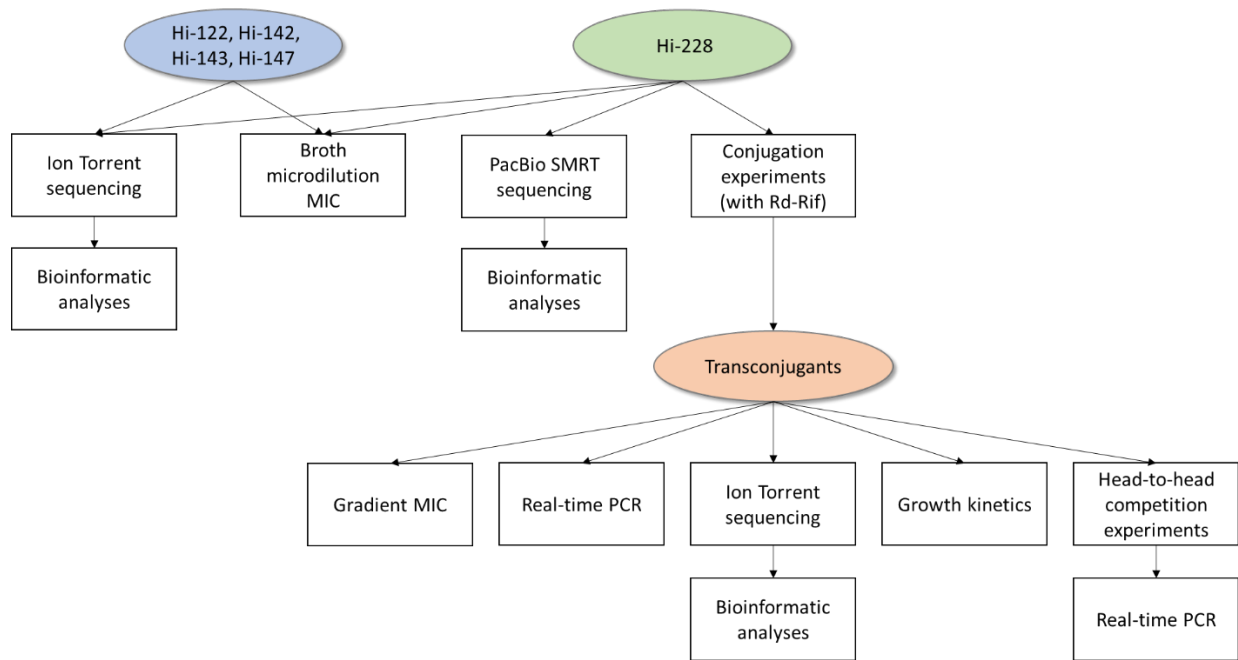 Hi-122, Hi-142,
Hi-143, Hi-147
Hi-228
Ion Torrent
sequencing
Broth
microdilution
MIC
PacBio SMRT
sequencing
Conjugation
experiments
(with Rd-Rif)
Bioinformatic
analyses
Bioinformatic
analyses
Transconjugants
Gradient MIC
Real-time PCR
Ion Torrent
sequencing
Growth kinetics
Head-to-head
competition
experiments
Bioinformatic
analyses
Real-time PCR